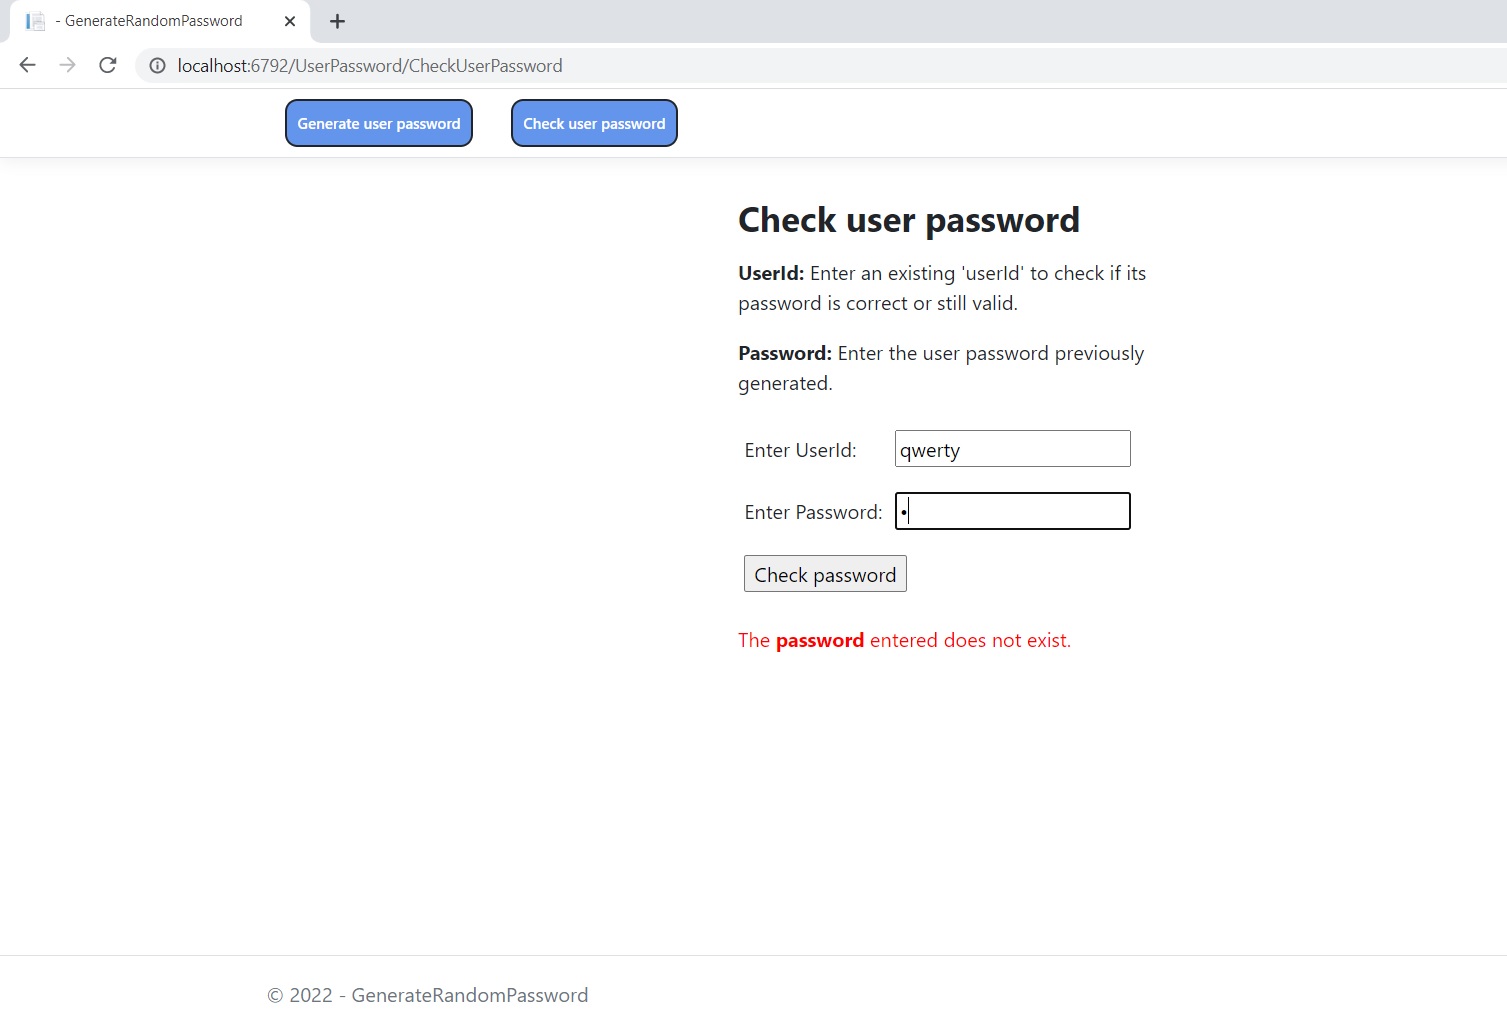 - GenerateRandomPassword
localhost:6792/UserPassword/CheckUserPassword
Generate user password
Check user password
Check user password
UserId: Enter an existing 'userId' to check if its
password is correct or still valid.
Password: Enter the user password previously
generated.
Enter UserId: qwerty
Enter Password: •
Check password
The password entered does not exist.
© 2022 - GenerateRandomPassword